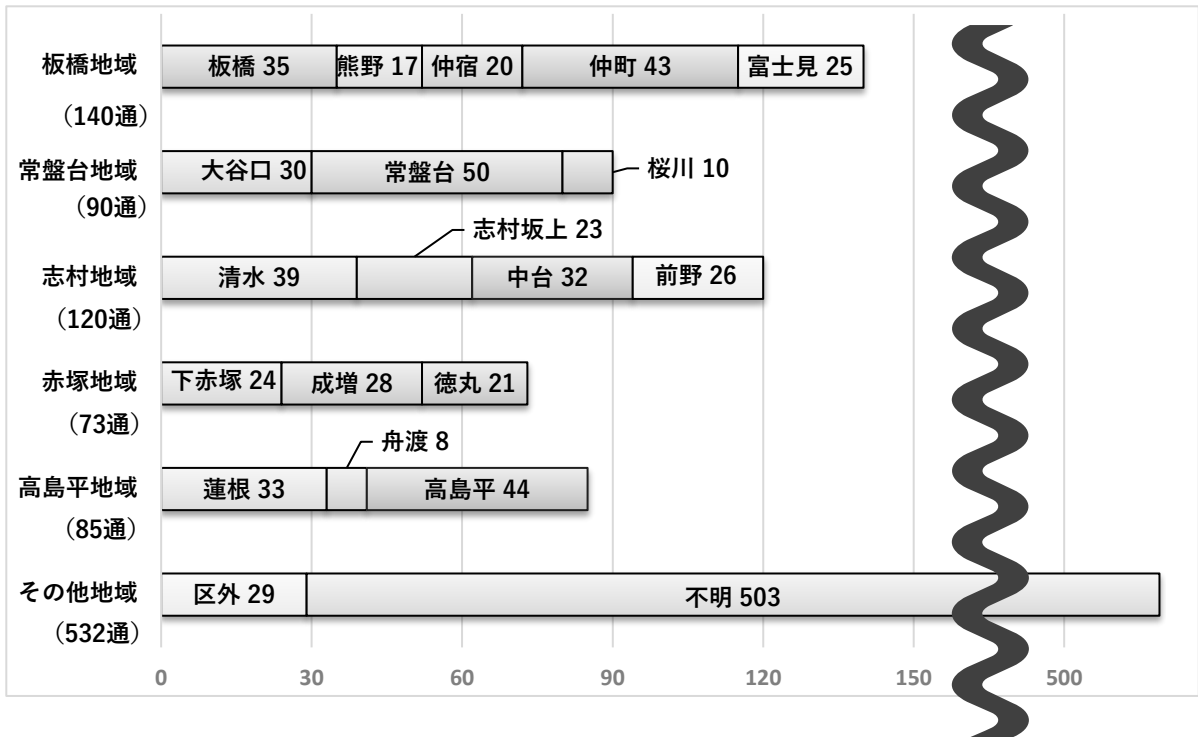 板橋地域
（140通）
板橋 35
熊野 17
仲宿 20
仲町 43
富士見 25
常盤台地域
（90通）
大谷口 30
常盤台 50
桜川 10
志村地域
（120通）
清水 39
志村坂上 23
中台 32
前野 26
赤塚地域
（73通）
下赤塚 24
成増 28
徳丸 21
高島平地域
（85通）
蓮根 33
舟渡 8
高島平 44
その他地域
（532通）
区外 29
不明 503
0 30 60 90 120 150 500